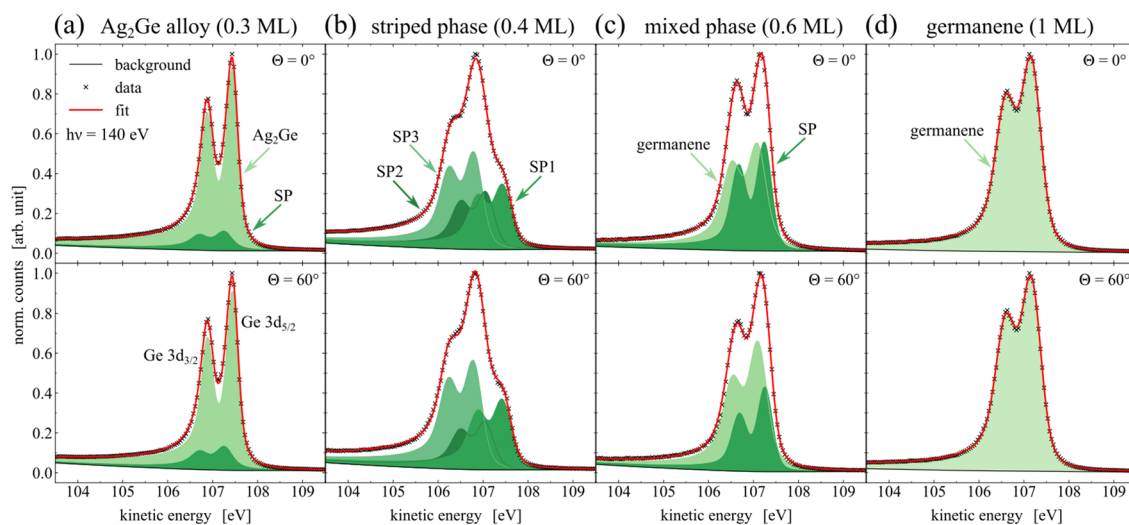 (a) Ag₂Ge alloy (0.3 ML)
(b) striped phase (0.4 ML)
(c) mixed phase (0.6 ML)
(d) germanene (1 ML)
norm. counts [arb. unit]
1.0
0.8
0.6
0.4
0.2
0.0
background
data
fit
hν = 140 eV
Θ = 0°
Ag₂Ge
SP
Θ = 0°
SP3
SP2
SP1
Θ = 0°
germanene
SP
Θ = 0°
germanene
1.0
0.8
0.6
0.4
0.2
0.0
Θ = 60°
Ge 3d₃/₂
Ge 3d₅/₂
Θ = 60°
Θ = 60°
Θ = 60°
104 105 106 107 108 109
104 105 106 107 108 109
104 105 106 107 108 109
104 105 106 107 108 109
kinetic energy [eV]
kinetic energy [eV]
kinetic energy [eV]
kinetic energy [eV]